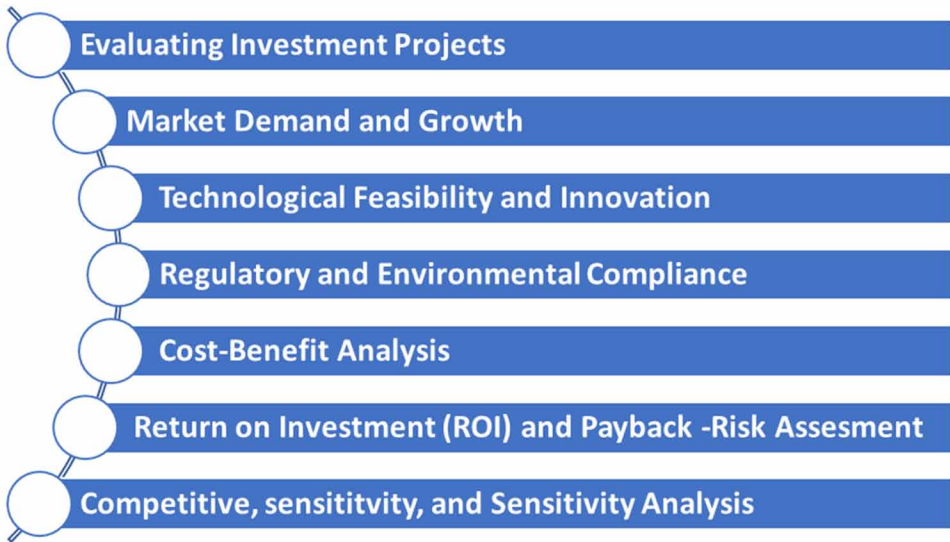 Evaluating Investment Projects
Market Demand and Growth
Technological Feasibility and Innovation
Regulatory and Environmental Compliance
Cost-Benefit Analysis
Return on Investment (ROI) and Payback -Risk Assesment
Competitive, sensititvity, and Sensitivity Analysis